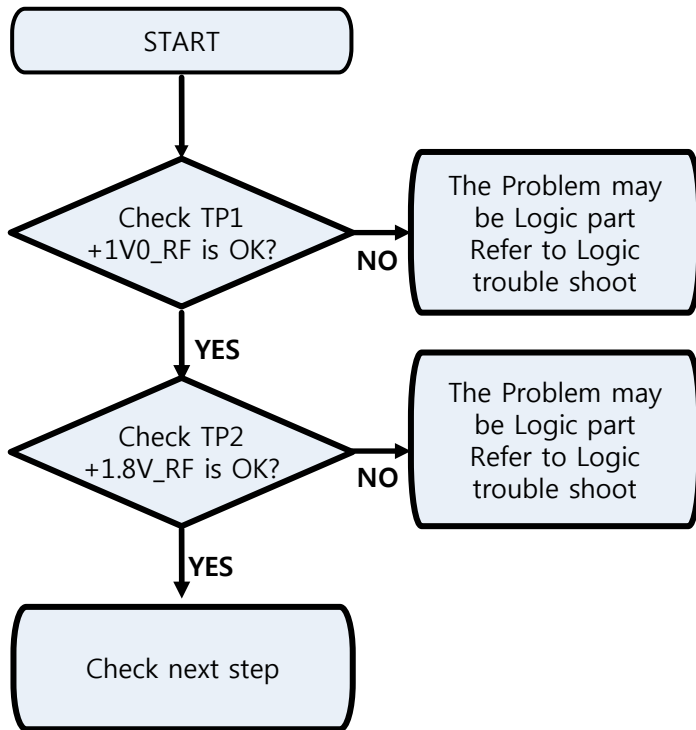 START
Check TP1
+1V0_RF is OK?
NO
The Problem may
be Logic part
Refer to Logic
trouble shoot
YES
Check TP2
+1.8V_RF is OK?
NO
The Problem may
be Logic part
Refer to Logic
trouble shoot
YES
Check next step